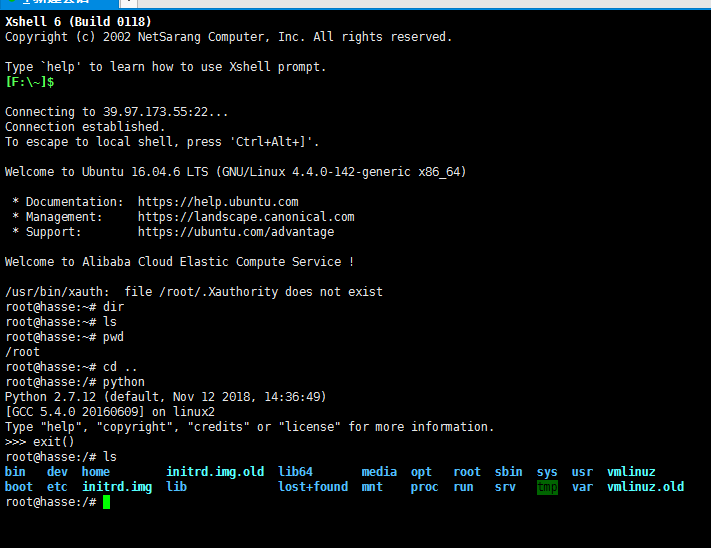 Xshell 6 (Build 0118)
Copyright (c) 2002 NetSarang Computer, Inc. All rights reserved.
Type `help' to learn how to use Xshell prompt.
[F:\~]$
Connecting to 39.97.173.55:22...
Connection established.
To escape to local shell, press 'Ctrl+Alt+]'.
Welcome to Ubuntu 16.04.6 LTS (GNU/Linux 4.4.0-142-generic x86_64)
* Documentation:  https://help.ubuntu.com
* Management:     https://landscape.canonical.com
* Support:        https://ubuntu.com/advantage
Welcome to Alibaba Cloud Elastic Compute Service !
/usr/bin/xauth:  file /root/.Xauthority does not exist
root@hasse:~# dir
root@hasse:~# ls
root@hasse:~# pwd
/root
root@hasse:~# cd ..
root@hasse:/# python
Python 2.7.12 (default, Nov 12 2018, 14:36:49)
[GCC 5.4.0 20160609] on linux2
Type "help", "copyright", "credits" or "license" for more information.
>>> exit()
root@hasse:/# ls
bin   dev  home        initrd.img.old  lib64       media  opt   root  sbin  sys  usr  vmlinuz
boot  etc  initrd.img  lib             lost+found  mnt    proc  run   srv   tmp  var  vmlinuz.old
root@hasse:/#